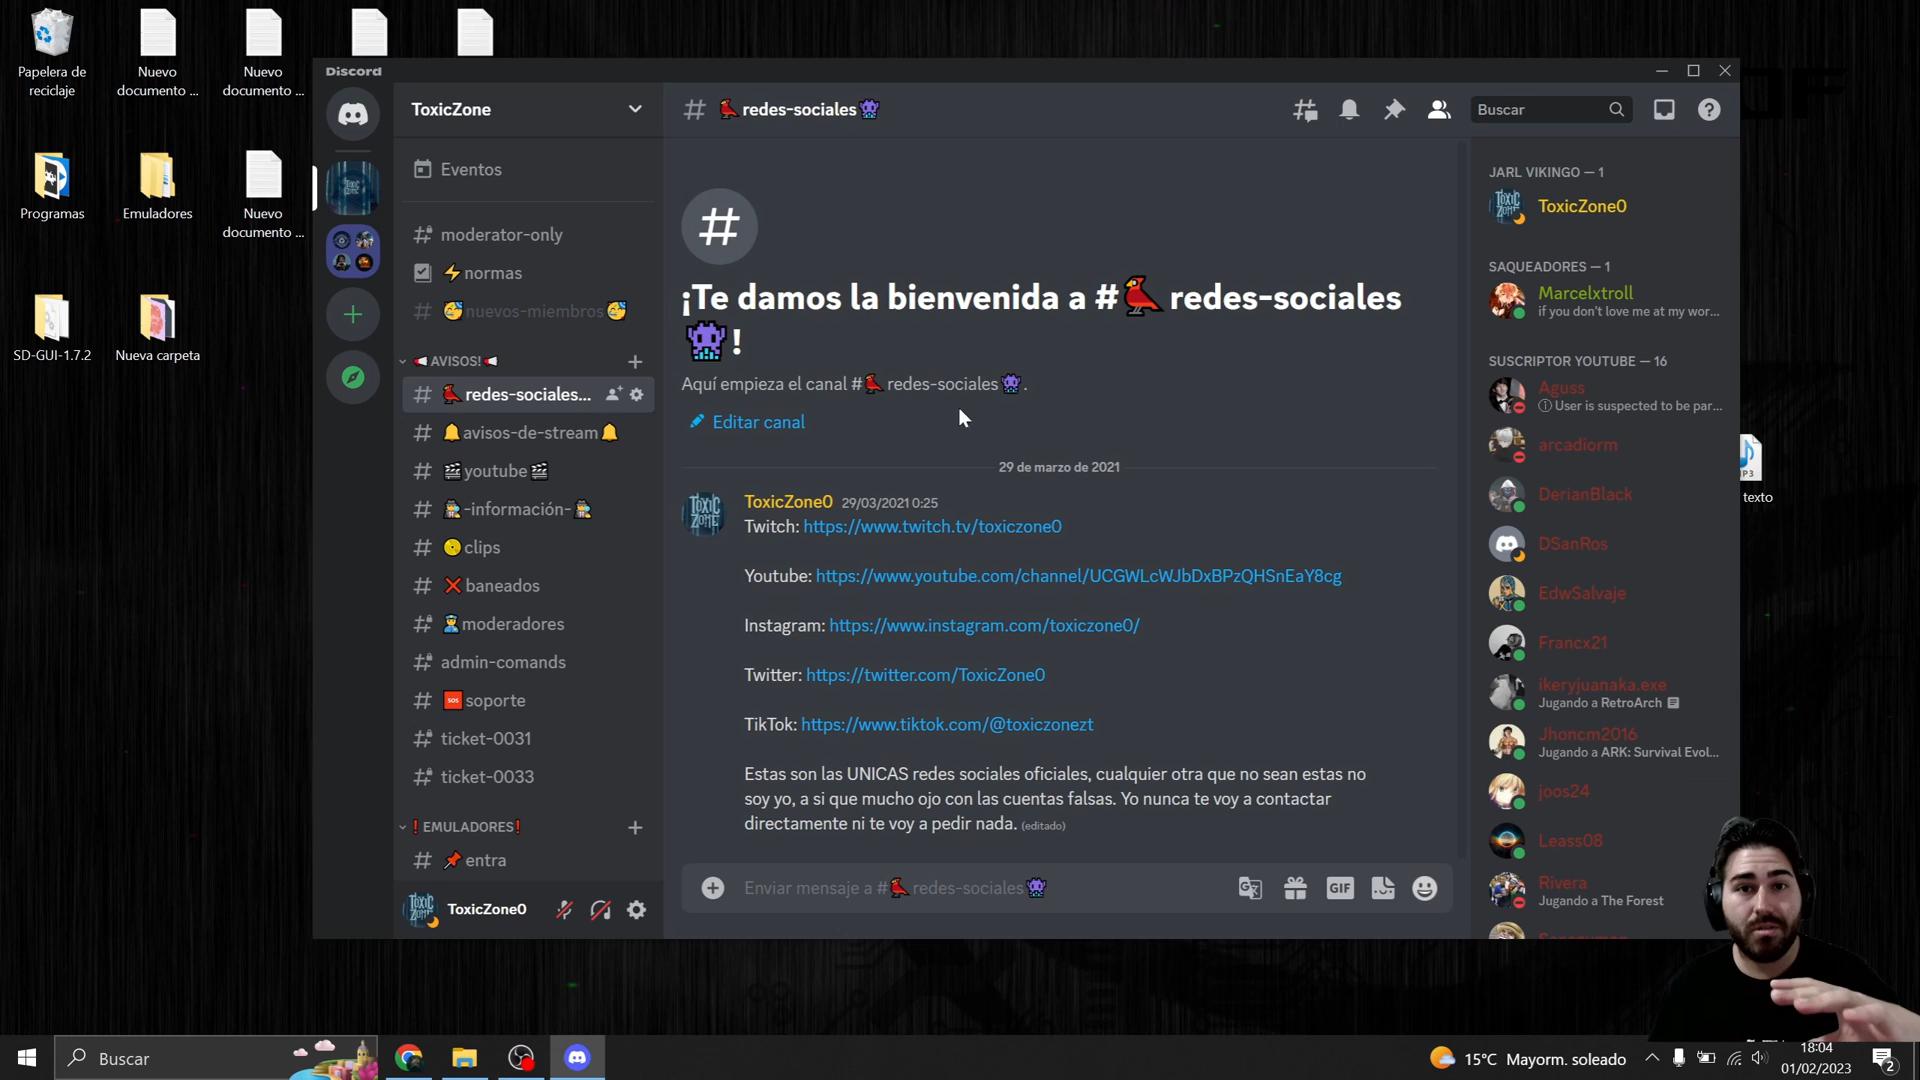 Papelera de
reciclaje
Nuevo
documento ...
Nuevo
documento ...
Programas
Emuladores
Nuevo
documento ...
SD-GUI-1.7.2
Nueva carpeta
Discord
ToxicZone
Eventos
moderator-only
⚡normas
nuevos-miembros
AVISOS!
redes-sociales...
avisos-de-stream
youtube
-información-
clips
baneados
moderadores
admin-comands
soporte
ticket-0031
ticket-0033
❗EMULADORES❗
entra
ToxicZone0
# redes-sociales
Buscar
#
¡Te damos la bienvenida a # redes-sociales
!
Aquí empieza el canal # redes-sociales .
Editar canal
29 de marzo de 2021
TOXIC
ZONE
ToxicZone0 29/03/2021 0:25
Twitch: https://www.twitch.tv/toxiczone0
Youtube: https://www.youtube.com/channel/UCGWLcWJbDxBPzQHSnEaY8cg
Instagram: https://www.instagram.com/toxiczone0/
Twitter: https://twitter.com/ToxicZone0
TikTok: https://www.tiktok.com/@toxiczonezt
Estas son las UNICAS redes sociales oficiales, cualquier otra que no sean estas no
soy yo, a si que mucho ojo con las cuentas falsas. Yo nunca te voy a contactar
directamente ni te voy a pedir nada. (editado)
Enviar mensaje a # redes-sociales
GIF
JARL VIKINGO — 1
ToxicZone0
SAQUEADORES — 1
Marcelxtroll
if you don't love me at my wor...
SUSCRIPTOR YOUTUBE — 16
Aguss
User is suspected to be par...
arcadiorm
DerianBlack
DSanRos
EdwSalvaje
Francx21
ikeryjuanaka.exe
Jugando a RetroArch
Jhoncm2016
Jugando a ARK: Survival Evol...
joos24
Leass08
Rivera
Jugando a The Forest
texto
Buscar
15°C Mayorm. soleado
18:04
01/02/2023
2